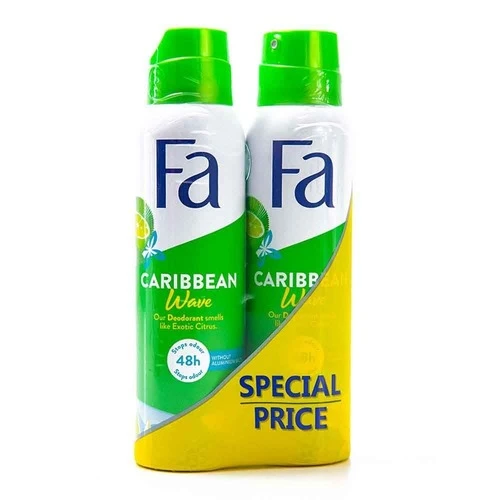 Fa
CARIBBEAN
Wave
Our Deodorant smells
like Exotic Citrus.
Stops odour
48h
Stops odour
WITHOUT
Fa
CARIBBEAN
Wave
SPECIAL
PRICE